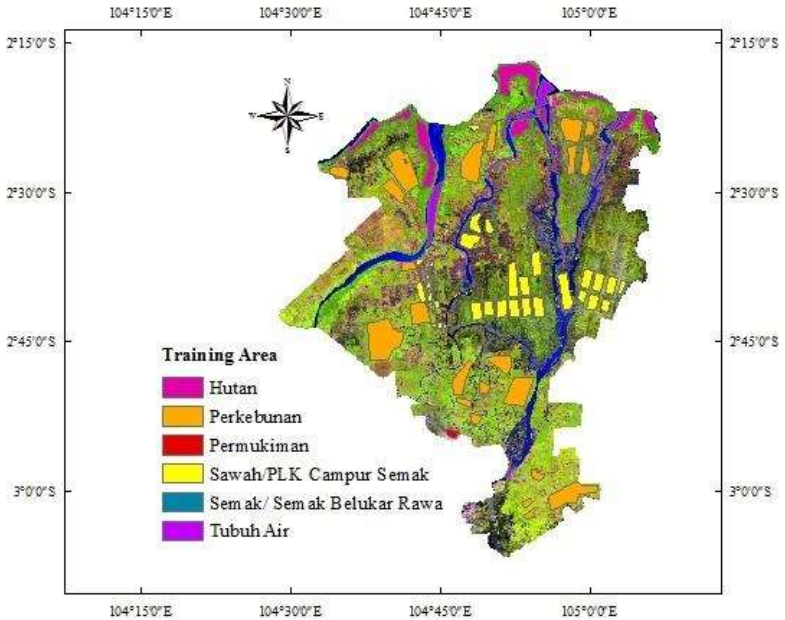 104°15'0"E 104°30'0"E 104°45'0"E 105°0'0"E
2°15'0"S 2°15'0"S
N
W E
S
2°30'0"S 2°30'0"S
2°45'0"S 2°45'0"S
Training Area
Hutan
Perkebunan
Permukiman
Sawah/PLK Campur Semak
3°0'0"S 3°0'0"S
Semak/ Semak Belukar Rawa
Tubuh Air
104°15'0"E 104°30'0"E 104°45'0"E 105°0'0"E